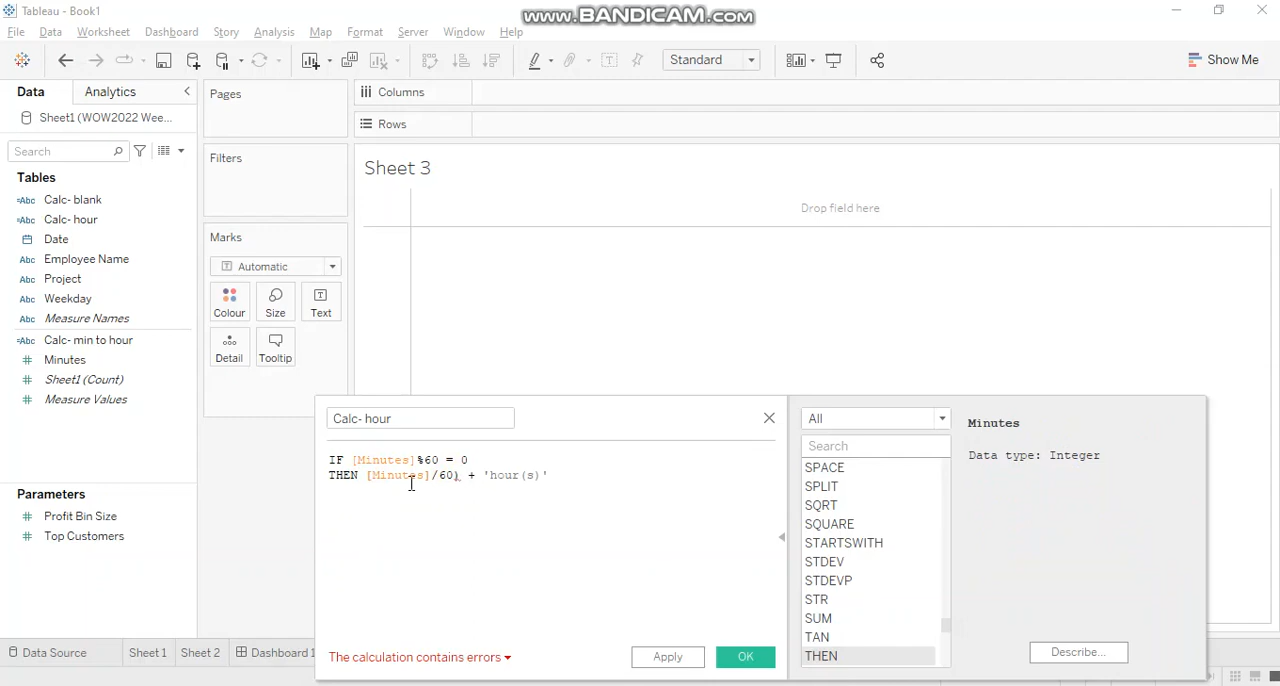 Tableau - Book1
www.BANDICAM.com
File Data Worksheet Dashboard Story Analysis Map Format Server Window Help
Standard
Show Me
Data Analytics
Pages
Columns
Sheet1 (WOW2022 Wee...
Rows
Search
Filters
Sheet 3
Tables
Calc- blank
Calc- hour
Drop field here
Date
Marks
Employee Name
Automatic
Project
Weekday
Colour Size Text
Measure Names
Calc- min to hour
Detail Tooltip
Minutes
Sheet1 (Count)
Measure Values
Calc- hour
All
Minutes
Search
Data type: Integer
IF [Minutes]%60 = 0
THEN [Minutes]/60) + 'hour(s)'
SPACE
SPLIT
SQRT
SQUARE
STARTSWITH
STDEV
STDEVP
STR
SUM
TAN
THEN
Parameters
Profit Bin Size
Top Customers
Describe...
The calculation contains errors
Apply
OK
Data Source Sheet 1 Sheet 2 Dashboard 1